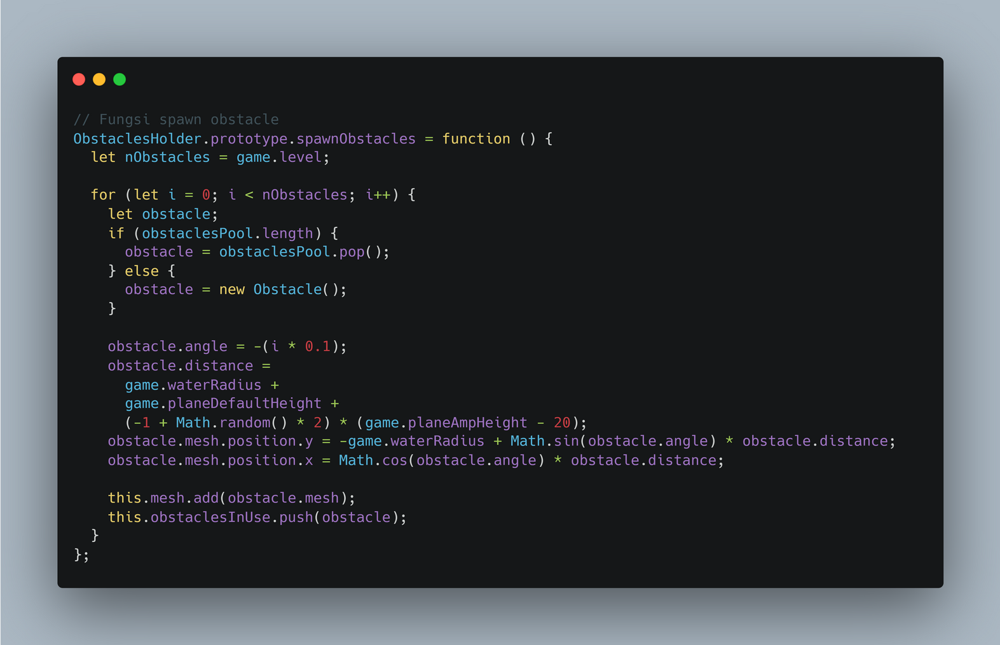 // Fungsi spawn obstacle
ObstaclesHolder.prototype.spawnObstacles = function () {
  let nObstacles = game.level;

  for (let i = 0; i < nObstacles; i++) {
    let obstacle;
    if (obstaclesPool.length) {
      obstacle = obstaclesPool.pop();
    } else {
      obstacle = new Obstacle();
    }

    obstacle.angle = -(i * 0.1);
    obstacle.distance =
      game.waterRadius +
      game.planeDefaultHeight +
      (-1 + Math.random() * 2) * (game.planeAmpHeight - 20);
    obstacle.mesh.position.y = -game.waterRadius + Math.sin(obstacle.angle) * obstacle.distance;
    obstacle.mesh.position.x = Math.cos(obstacle.angle) * obstacle.distance;

    this.mesh.add(obstacle.mesh);
    this.obstaclesInUse.push(obstacle);
  }
};